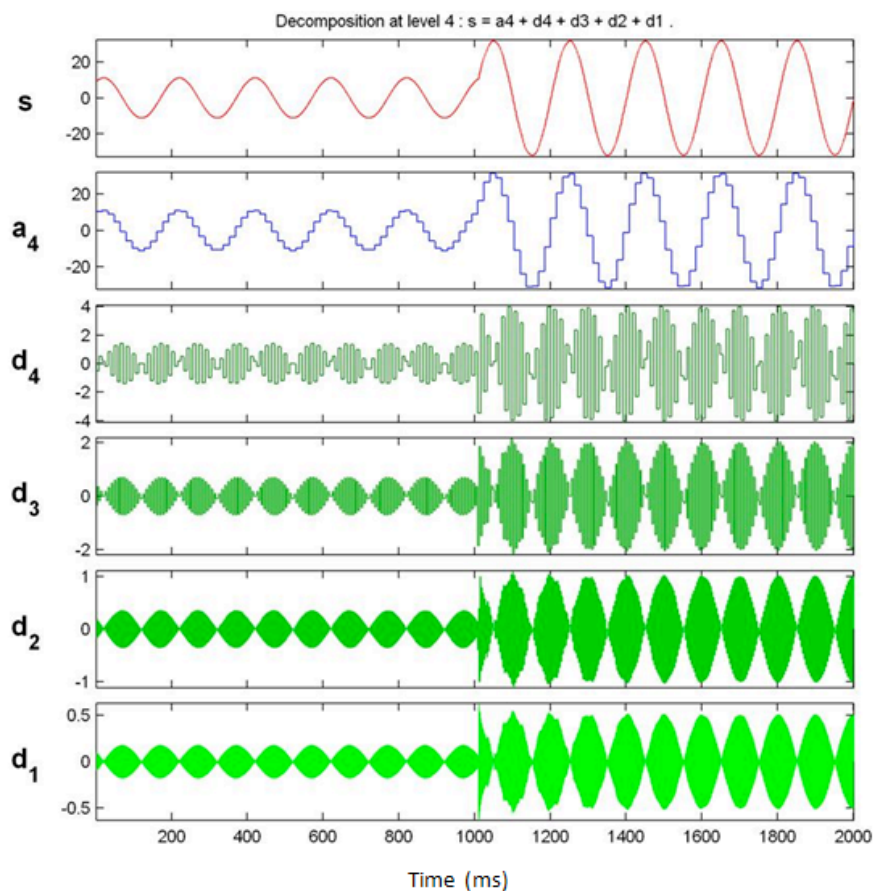 Decomposition at level 4 : s = a4 + d4 + d3 + d2 + d1 .
s
20
0
-20
a4
20
0
-20
d4
4
2
0
-2
-4
d3
2
0
-2
d2
1
0
-1
d1
0.5
0
-0.5
200 400 600 800 1000 1200 1400 1600 1800 2000
Time (ms)